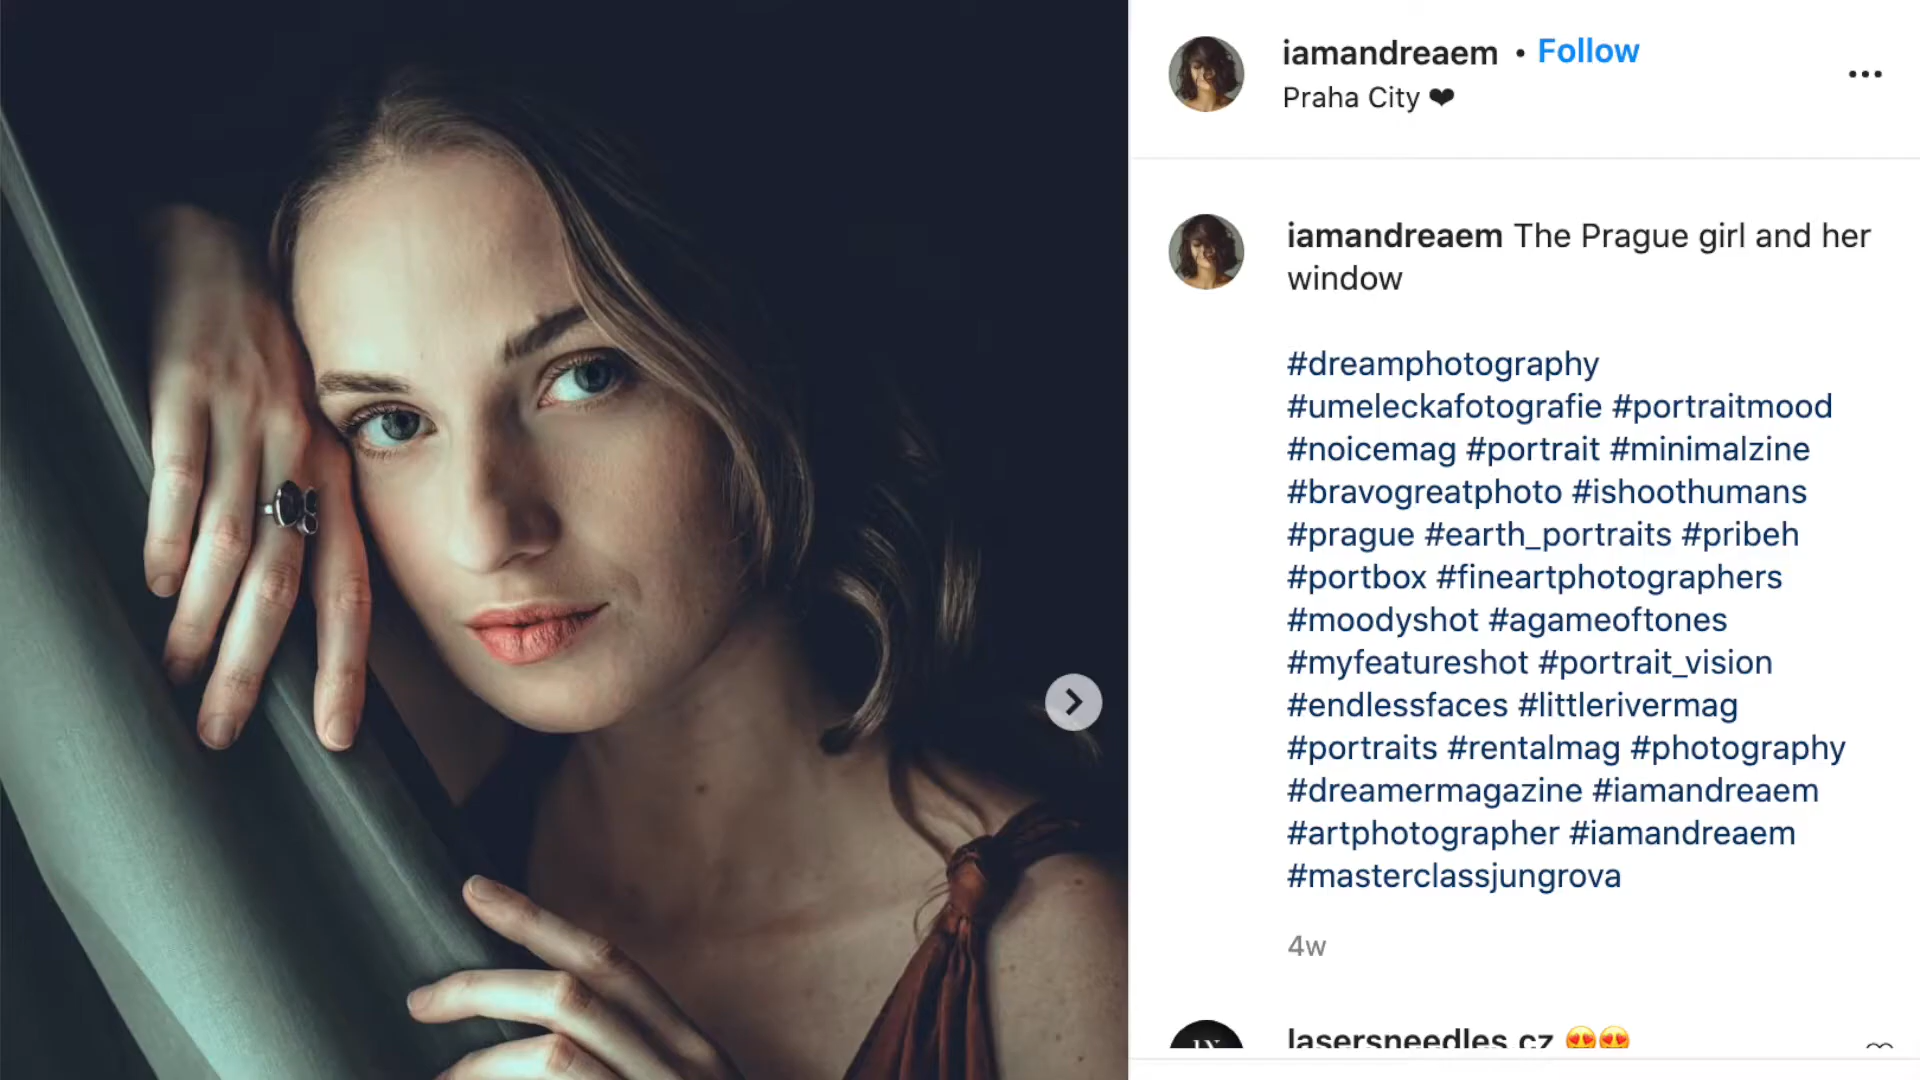 iamandreaem • Follow
Praha City ❤
iamandreaem The Prague girl and her
window
#dreamphotography
#umeleckafotografie #portraitmood
#noicemag #portrait #minimalzine
#bravogreatphoto #ishoothumans
#prague #earth_portraits #pribeh
#portbox #fineartphotographers
#moodyshot #agameoftones
#myfeatureshot #portrait_vision
#endlessfaces #littlerivermag
#portraits #rentalmag #photography
#dreamermagazine #iamandreaem
#artphotographer #iamandreaem
#masterclassjungrova
4w
lasersneedles.cz 😍😍